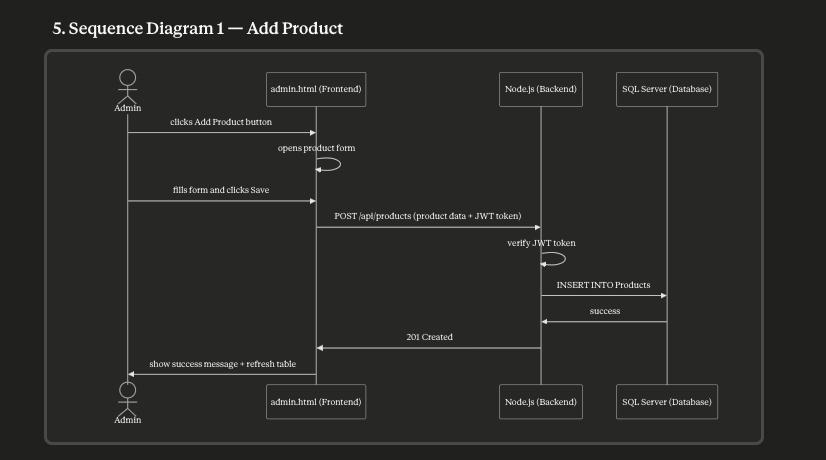 5. Sequence Diagram 1 — Add Product
admin.html (Frontend)
Node.js (Backend)
SQL Server (Database)
Admin
clicks Add Product button
opens product form
fills form and clicks Save
POST /api/products (product data + JWT token)
verify JWT token
INSERT INTO Products
success
201 Created
show success message + refresh table
admin.html (Frontend)
Node.js (Backend)
SQL Server (Database)
Admin